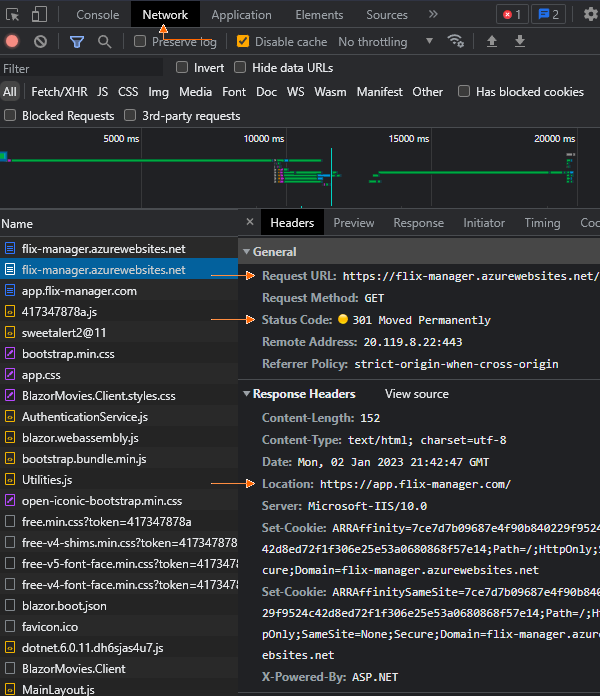 Console Network Application Elements Sources » 1 2
Preserve log Disable cache No throttling
Filter Invert Hide data URLs
All Fetch/XHR JS CSS Img Media Font Doc WS Wasm Manifest Other Has blocked cookies
Blocked Requests 3rd-party requests
5000 ms 10000 ms 15000 ms 20000 ms
Name
flix-manager.azurewebsites.net
flix-manager.azurewebsites.net
app.flix-manager.com
417347878a.js
sweetalert2@11
bootstrap.min.css
app.css
BlazorMovies.Client.styles.css
AuthenticationService.js
blazor.webassembly.js
bootstrap.bundle.min.js
Utilities.js
open-iconic-bootstrap.min.css
free.min.css?token=417347878a
free-v4-shims.min.css?token=417347878
free-v5-font-face.min.css?token=41734
free-v4-font-face.min.css?token=41734
blazor.boot.json
favicon.ico
dotnet.6.0.11.dh6sjas4u7.js
BlazorMovies.Client
MainLayout.js
× Headers Preview Response Initiator Timing Coo
General
Request URL: https://flix-manager.azurewebsites.net/
Request Method: GET
Status Code: 301 Moved Permanently
Remote Address: 20.119.8.22:443
Referrer Policy: strict-origin-when-cross-origin
Response Headers View source
Content-Length: 152
Content-Type: text/html; charset=utf-8
Date: Mon, 02 Jan 2023 21:42:47 GMT
Location: https://app.flix-manager.com/
Server: Microsoft-IIS/10.0
Set-Cookie: ARRAffinity=7ce7d7b09687e4f90b840229f9524
42d8ed72f1f306e25e53a0680868f57e14;Path=/;HttpOnly;S
cure;Domain=flix-manager.azurewebsites.net
Set-Cookie: ARRAffinitySameSite=7ce7d7b09687e4f90b84
29f9524c42d8ed72f1f306e25e53a0680868f57e14;Path=/;H
pOnly;SameSite=None;Secure;Domain=flix-manager.azur
ebsites.net
X-Powered-By: ASP.NET